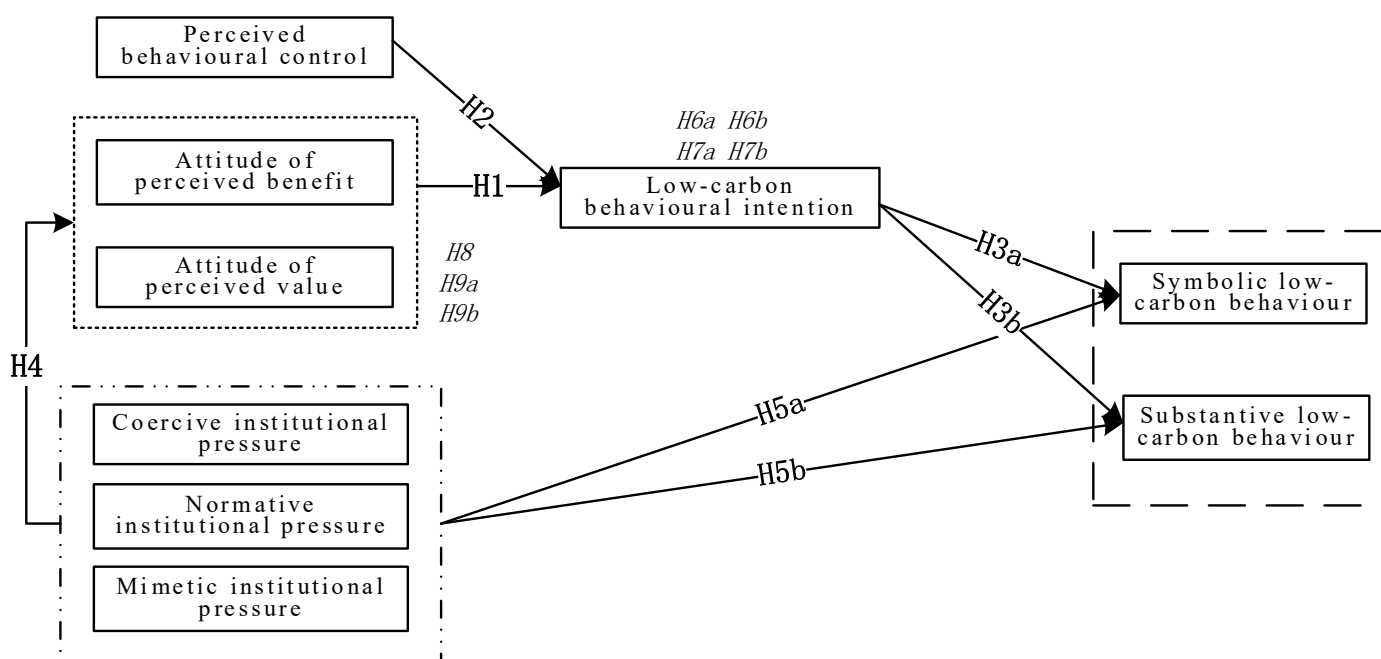 Perceived
behavioural control
H2
H6a H6b
H7a H7b
Attitude of
perceived benefit
H1
Low-carbon
behavioural intention
Attitude of
perceived value
H8
H9a
H9b
H3a
H3b
Symbolic low-
carbon behaviour
H4
Coercive institutional
pressure
H5a
Substantive low-
carbon behaviour
H5b
Normative
institutional pressure
Mimetic institutional
pressure